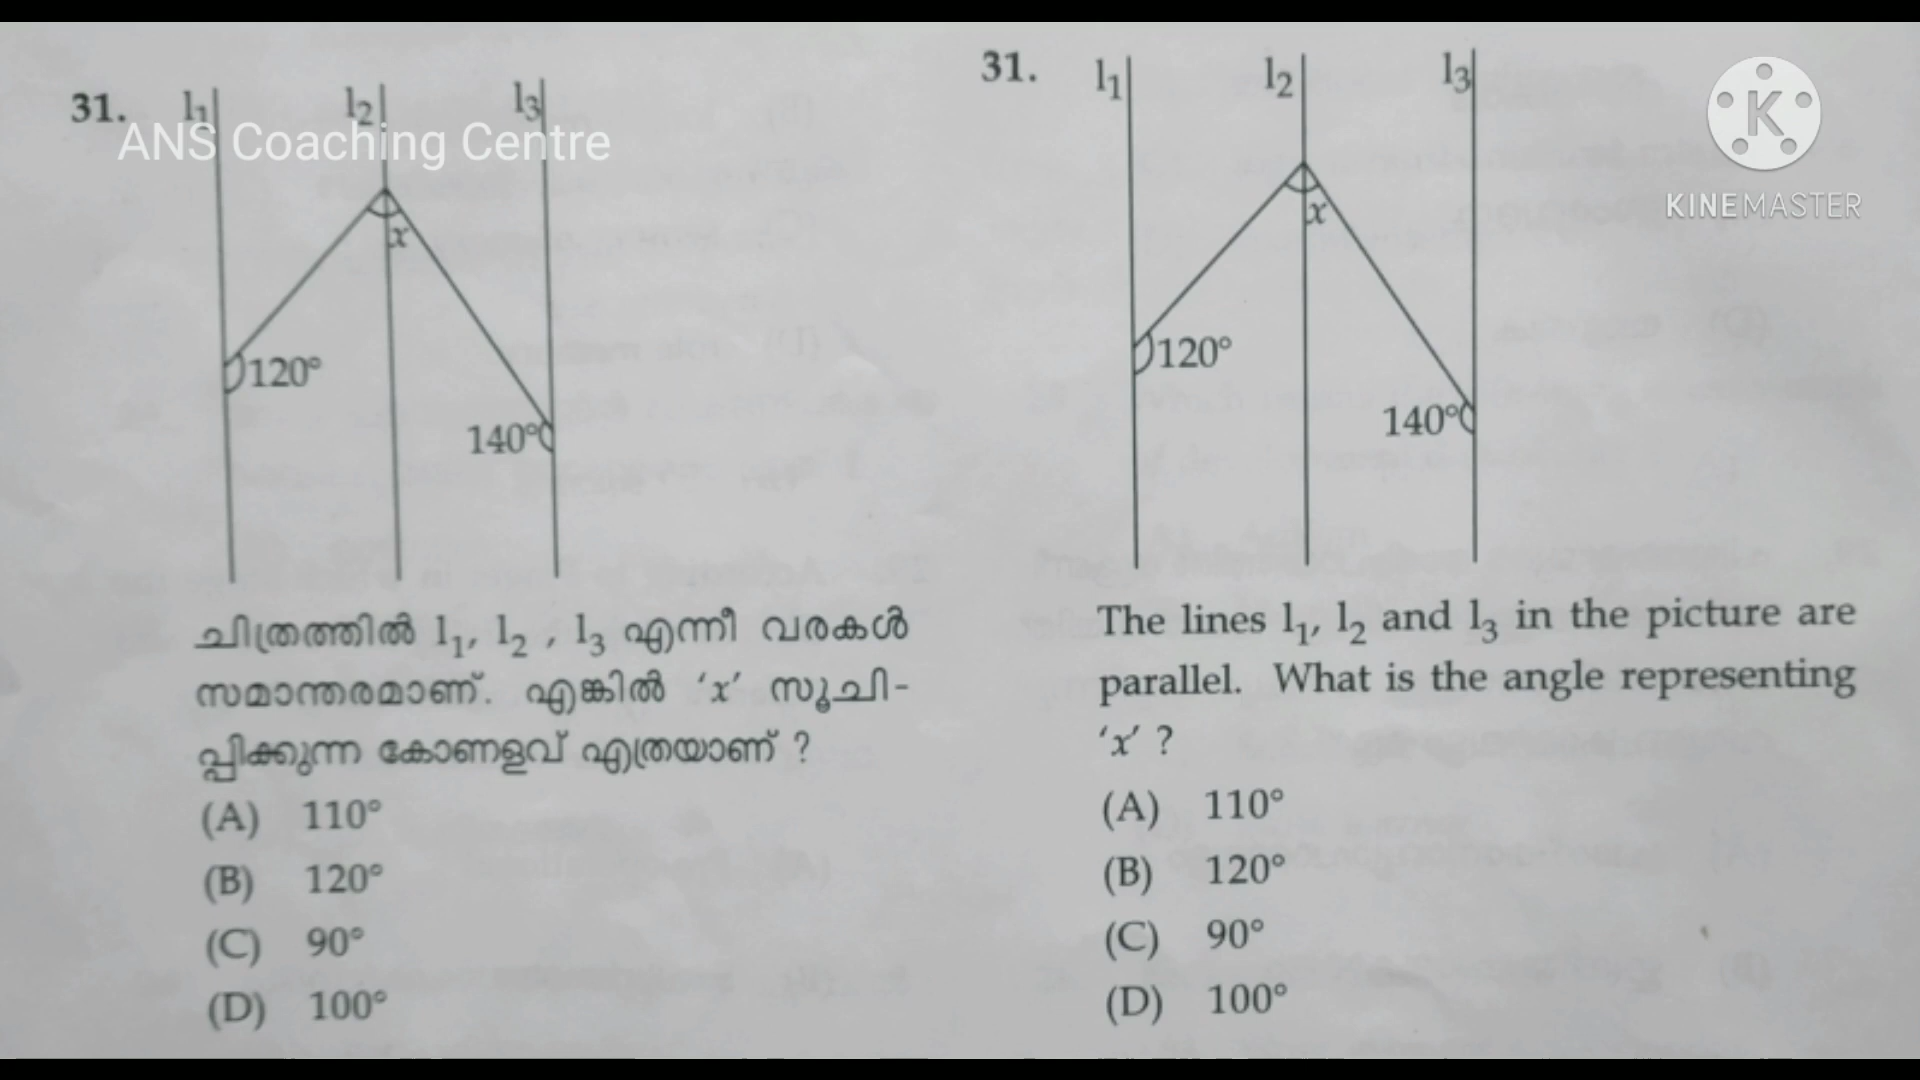 31. l₁ l₂ l₃
ANS Coaching Centre
x
120°
140°
ചിത്രത്തിൽ l₁, l₂ , l₃ എന്നീ വരകൾ
സമാന്തരമാണ്. എങ്കിൽ ‘x’ സൂചി-
പ്പിക്കുന്ന കോണളവ് എത്രയാണ് ?
(A) 110°
(B) 120°
(C) 90°
(D) 100°
31. l₁ l₂ l₃
KINEMASTER
x
120°
140°
The lines l₁, l₂ and l₃ in the picture are
parallel. What is the angle representing
‘x’ ?
(A) 110°
(B) 120°
(C) 90°
(D) 100°